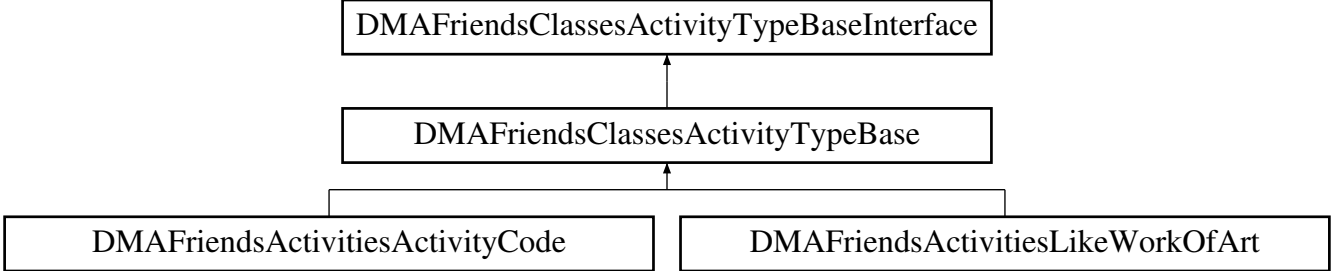 DMAFriendsClassesActivityTypeBaseInterface
DMAFriendsClassesActivityTypeBase
DMAFriendsActivitiesActivityCode
DMAFriendsActivitiesLikeWorkOfArt